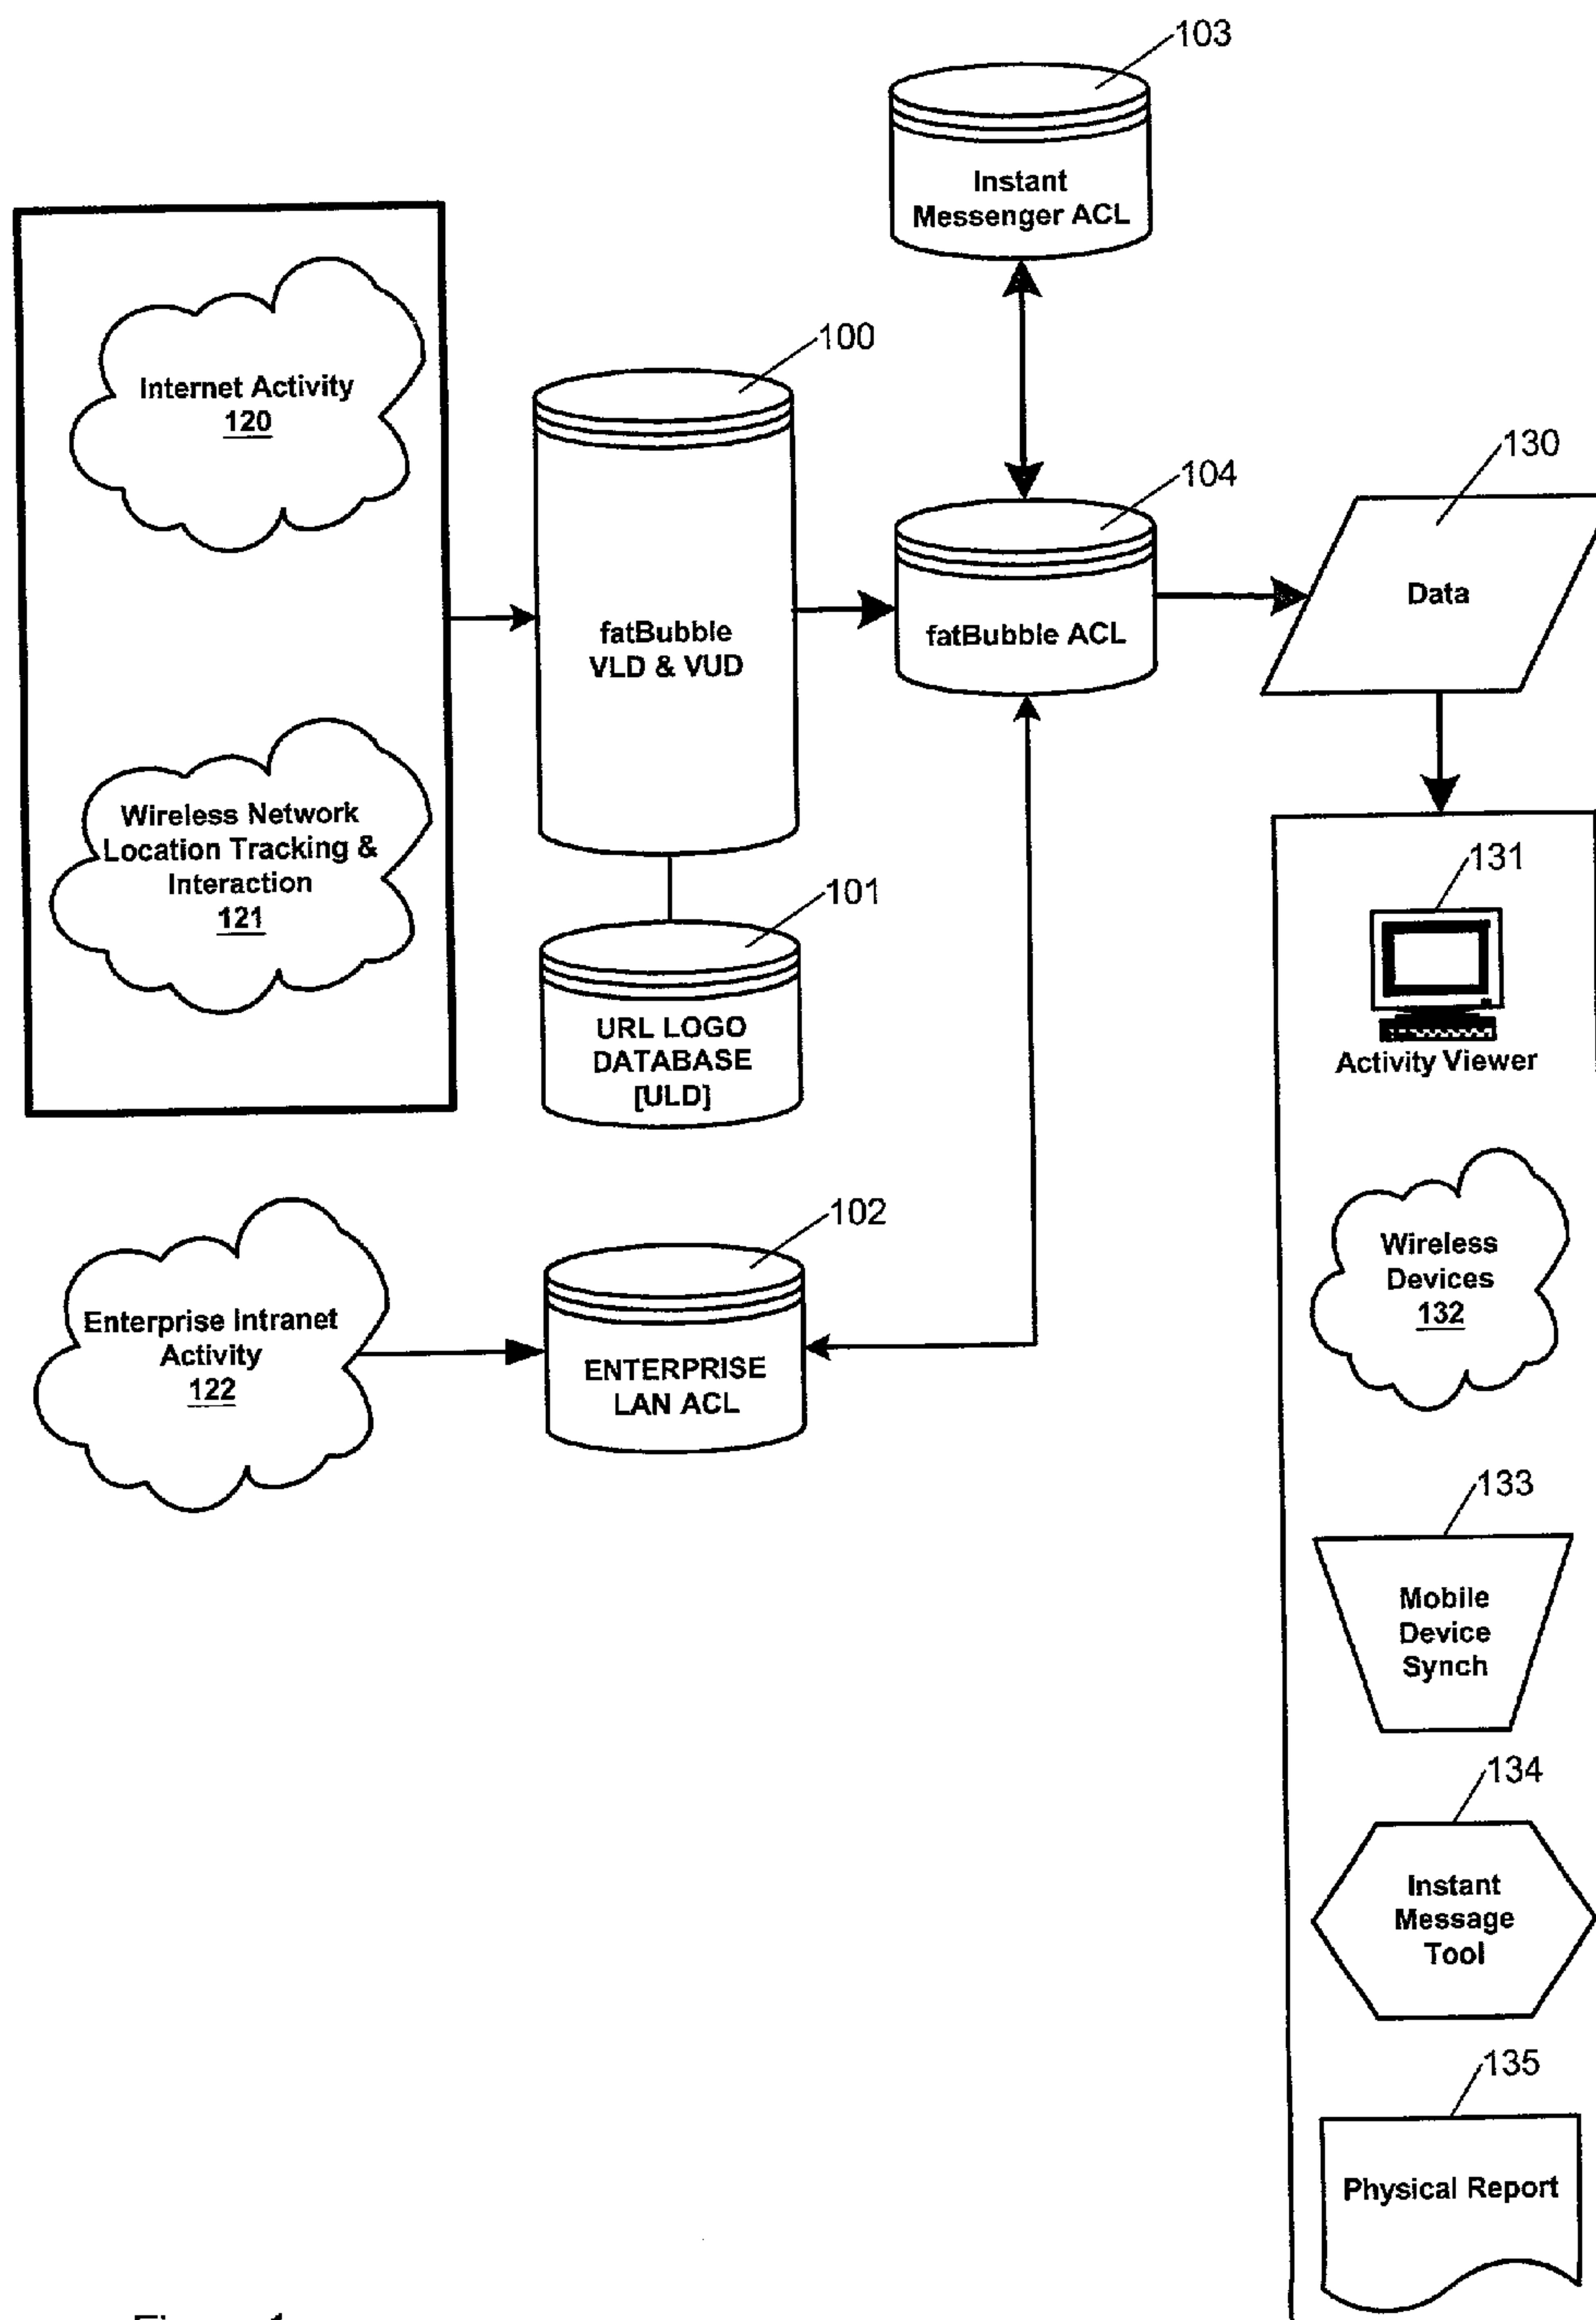 103
Instant
Messenger ACL
100
Internet Activity
120
130
104
Data
fatBubble
VLD & VUD
fatBubble ACL
Wireless Network
Location Tracking &
Interaction
121
131
101
Activity Viewer
URL LOGO
DATABASE
[ULD]
102
Wireless
Devices
132
Enterprise Intranet
Activity
122
ENTERPRISE
LAN ACL
133
Mobile
Device
Synch
134
Instant
Message
Tool
135
Physical Report